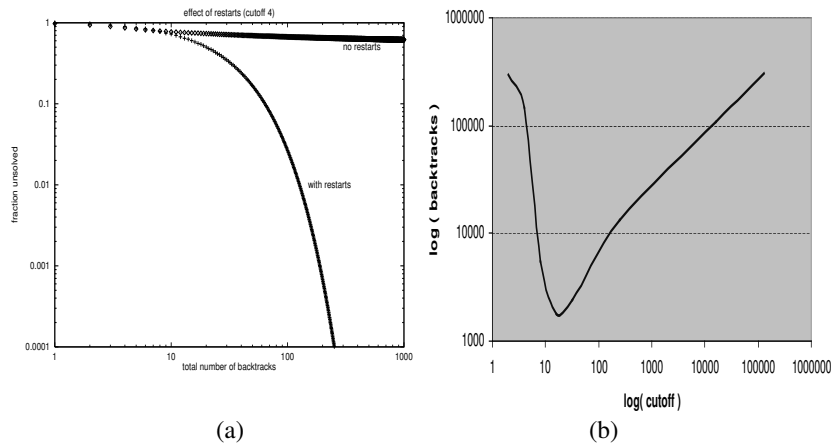 effect of restarts (cutoff 4)
1
0.1
0.01
0.001
0.0001
fraction unsolved
no restarts
with restarts
1 10 100 1000
total number of backtracks
(a)
1000000
100000
10000
1000
log ( backtracks )
1 10 100 1000 10000 100000 1000000
log( cutoff )
(b)